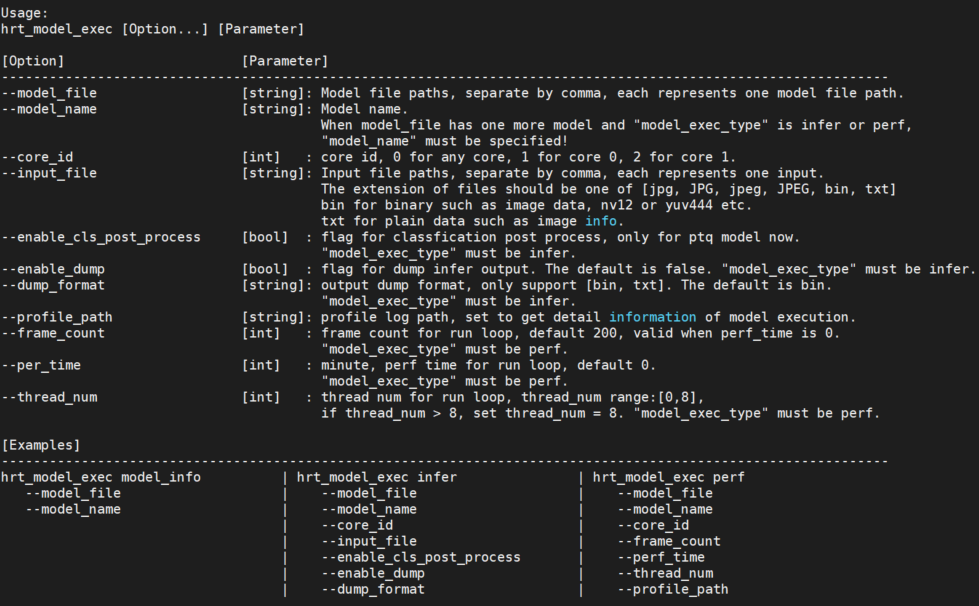 Usage:
hrt_model_exec [Option...] [Parameter]
[Option]                      [Parameter]
---------------------------------------------------------------------------------------------------------------
--model_file                  [string]: Model file paths, separate by comma, each represents one model file path.
--model_name                  [string]: Model name.
                                        When model_file has one more model and "model_exec_type" is infer or perf,
                                        "model_name" must be specified!
--core_id                     [int]   : core id, 0 for any core, 1 for core 0, 2 for core 1.
--input_file                  [string]: Input file paths, separate by comma, each represents one input.
                                        The extension of files should be one of [jpg, JPG, jpeg, JPEG, bin, txt]
                                        bin for binary such as image data, nv12 or yuv444 etc.
                                        txt for plain data such as image info.
--enable_cls_post_process     [bool]  : flag for classfication post process, only for ptq model now.
                                        "model_exec_type" must be infer.
--enable_dump                 [bool]  : flag for dump infer output. The default is false. "model_exec_type" must be infer.
--dump_format                 [string]: output dump format, only support [bin, txt]. The default is bin.
                                        "model_exec_type" must be infer.
--profile_path                [string]: profile log path, set to get detail information of model execution.
--frame_count                 [int]   : frame count for run loop, default 200, valid when perf_time is 0.
                                        "model_exec_type" must be perf.
--per_time                    [int]   : minute, perf time for run loop, default 0.
                                        "model_exec_type" must be perf.
--thread_num                  [int]   : thread num for run loop, thread_num range:[0,8],
                                        if thread_num > 8, set thread_num = 8. "model_exec_type" must be perf.
[Examples]
---------------------------------------------------------------------------------------------------------------
hrt_model_exec model_info          | hrt_model_exec infer               | hrt_model_exec perf
   --model_file                    |    --model_file                    |    --model_file
   --model_name                    |    --model_name                    |    --model_name
                                   |    --core_id                       |    --core_id
                                   |    --input_file                    |    --frame_count
                                   |    --enable_cls_post_process       |    --perf_time
                                   |    --enable_dump                   |    --thread_num
                                   |    --dump_format                   |    --profile_path